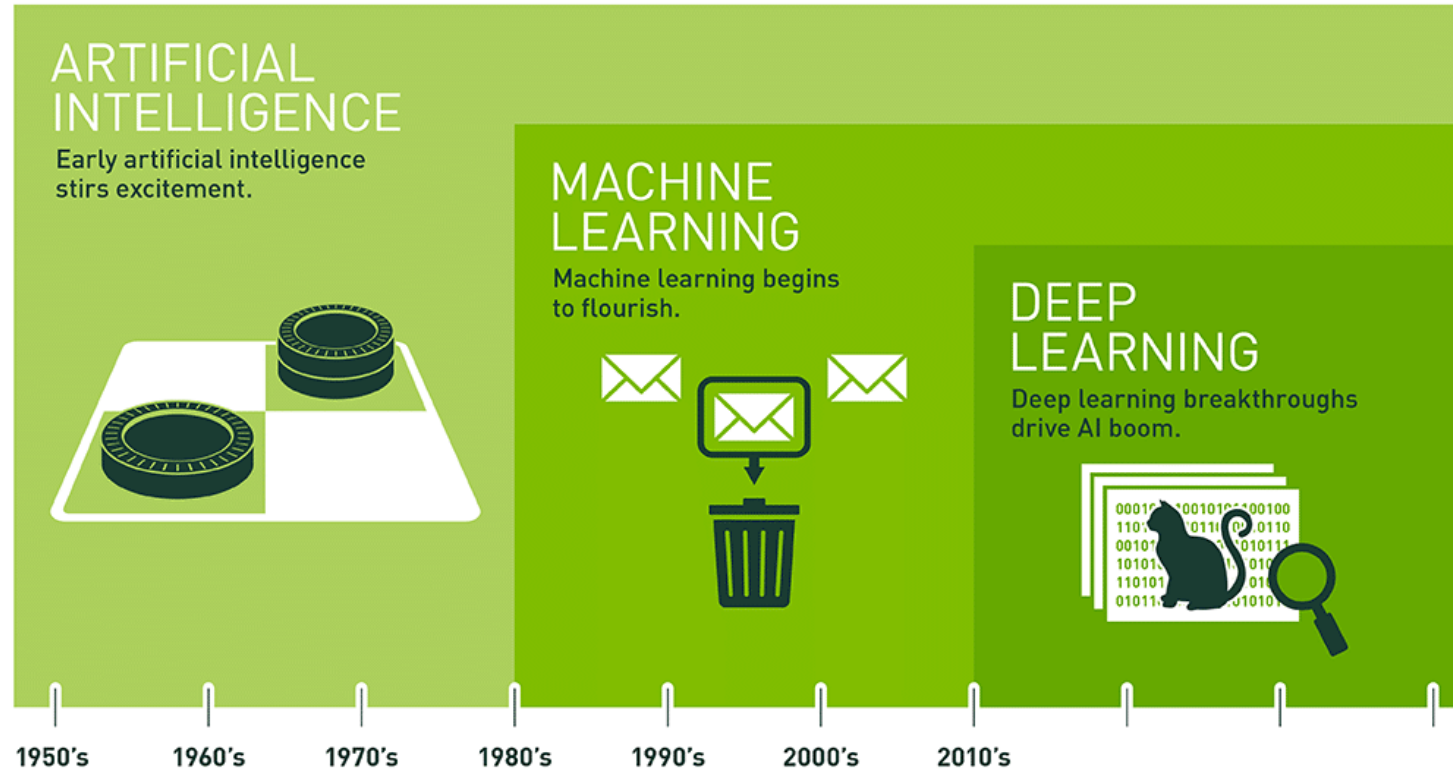 ARTIFICIAL
INTELLIGENCE
Early artificial intelligence
stirs excitement.
MACHINE
LEARNING
Machine learning begins
to flourish.
DEEP
LEARNING
Deep learning breakthroughs
drive AI boom.
1950's 1960's 1970's 1980's 1990's 2000's 2010's